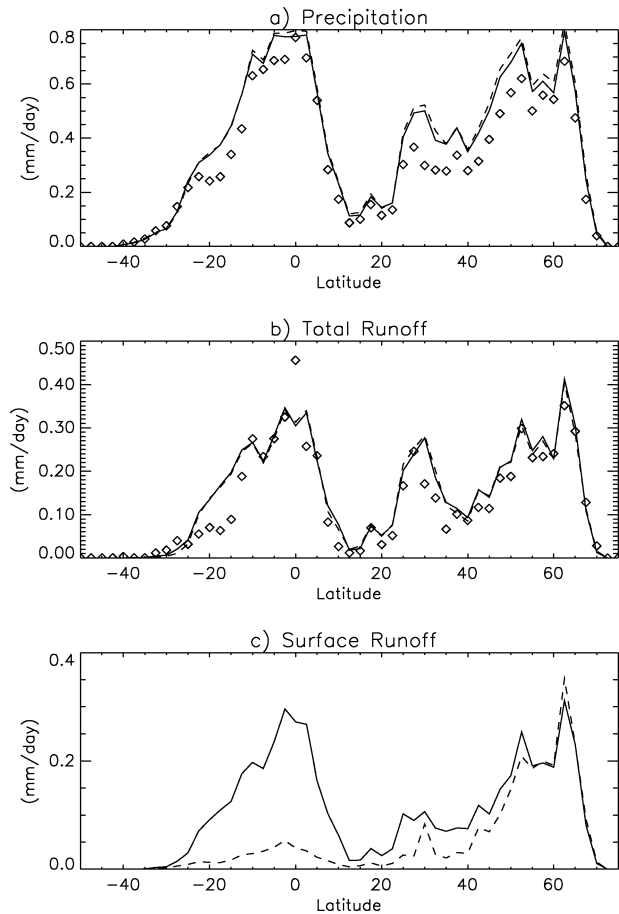 a) Precipitation
0.8
0.6
0.4
0.2
0.0
(mm/day)
−40 −20 0 20 40 60
Latitude
b) Total Runoff
0.50
0.40
0.30
0.20
0.10
0.00
(mm/day)
−40 −20 0 20 40 60
Latitude
c) Surface Runoff
0.4
0.2
0.0
(mm/day)
−40 −20 0 20 40 60
Latitude